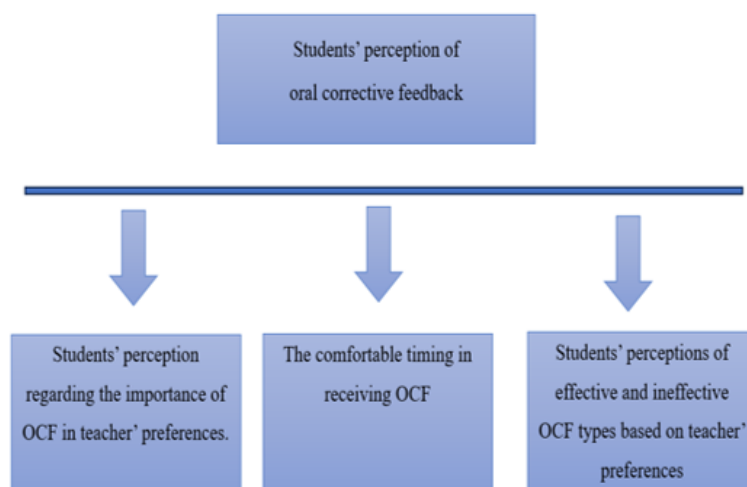 Students’ perception of
oral corrective feedback
Students’ perception
regarding the importance of
OCF in teacher’ preferences.
The comfortable timing in
receiving OCF
Students’ perceptions of
effective and ineffective
OCF types based on teacher’
preferences